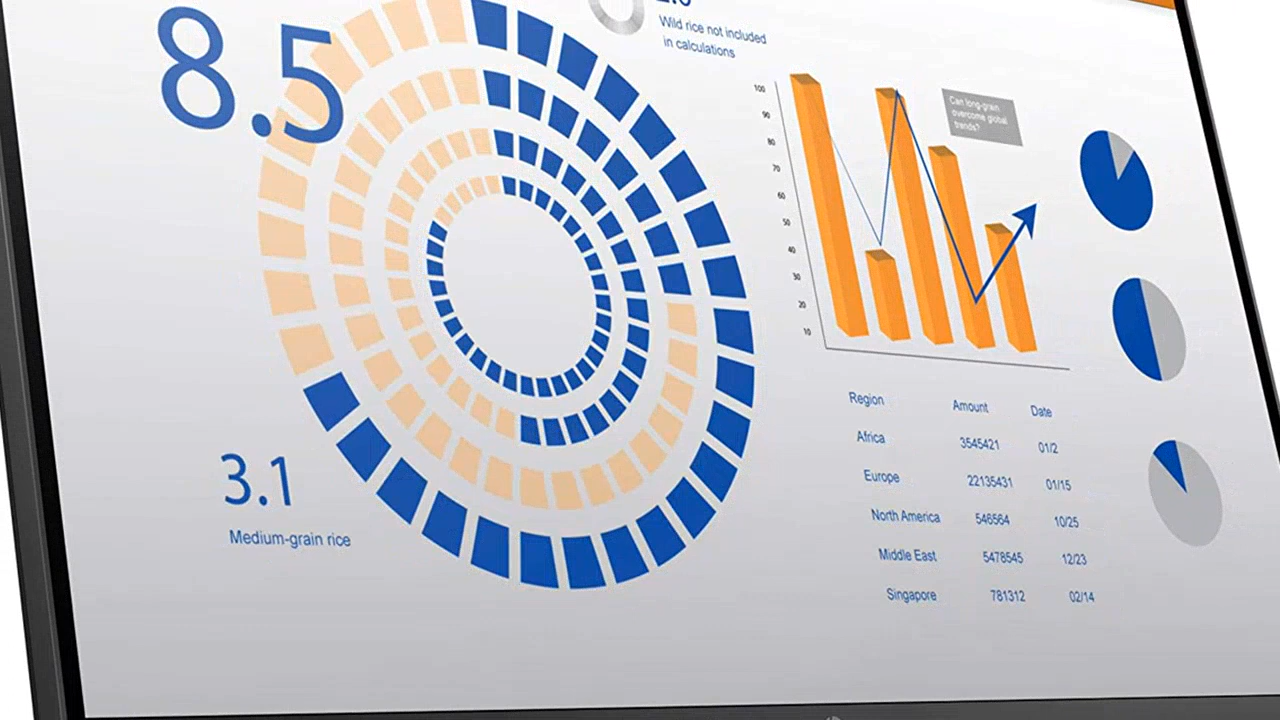 8.5
Wild rice not included
in calculations
Can long-grain
overcome global
trends?
100
90
80
70
60
50
40
30
20
10
3.1
Medium-grain rice
Region Amount Date
Africa 3545421 01/2
Europe 22135431 01/15
North America 546564 10/25
Middle East 5478545 12/23
Singapore 781312 02/14